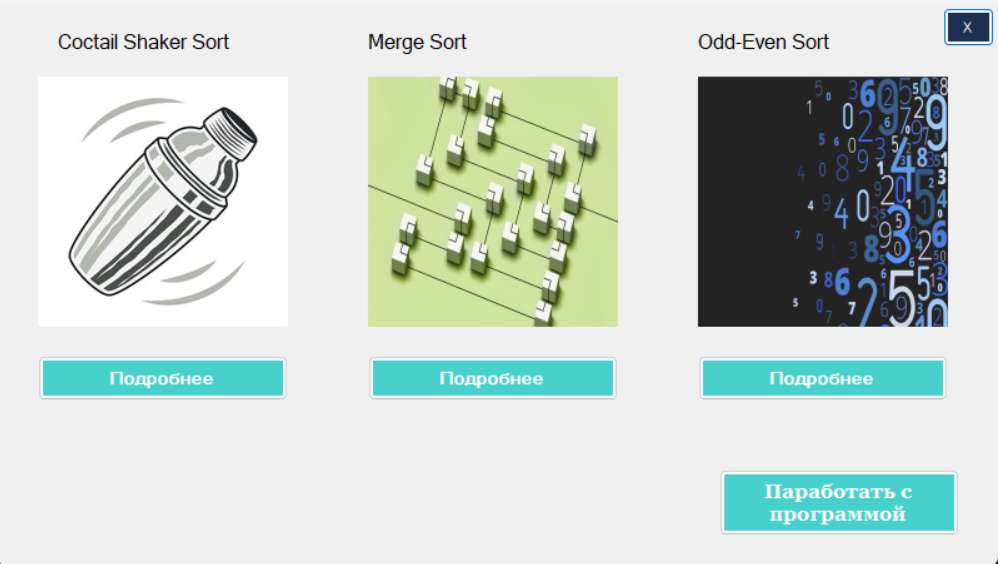 Coctail Shaker Sort
Merge Sort
Odd-Even Sort
X
Подробнее
Подробнее
Подробнее
Паработать с
программой